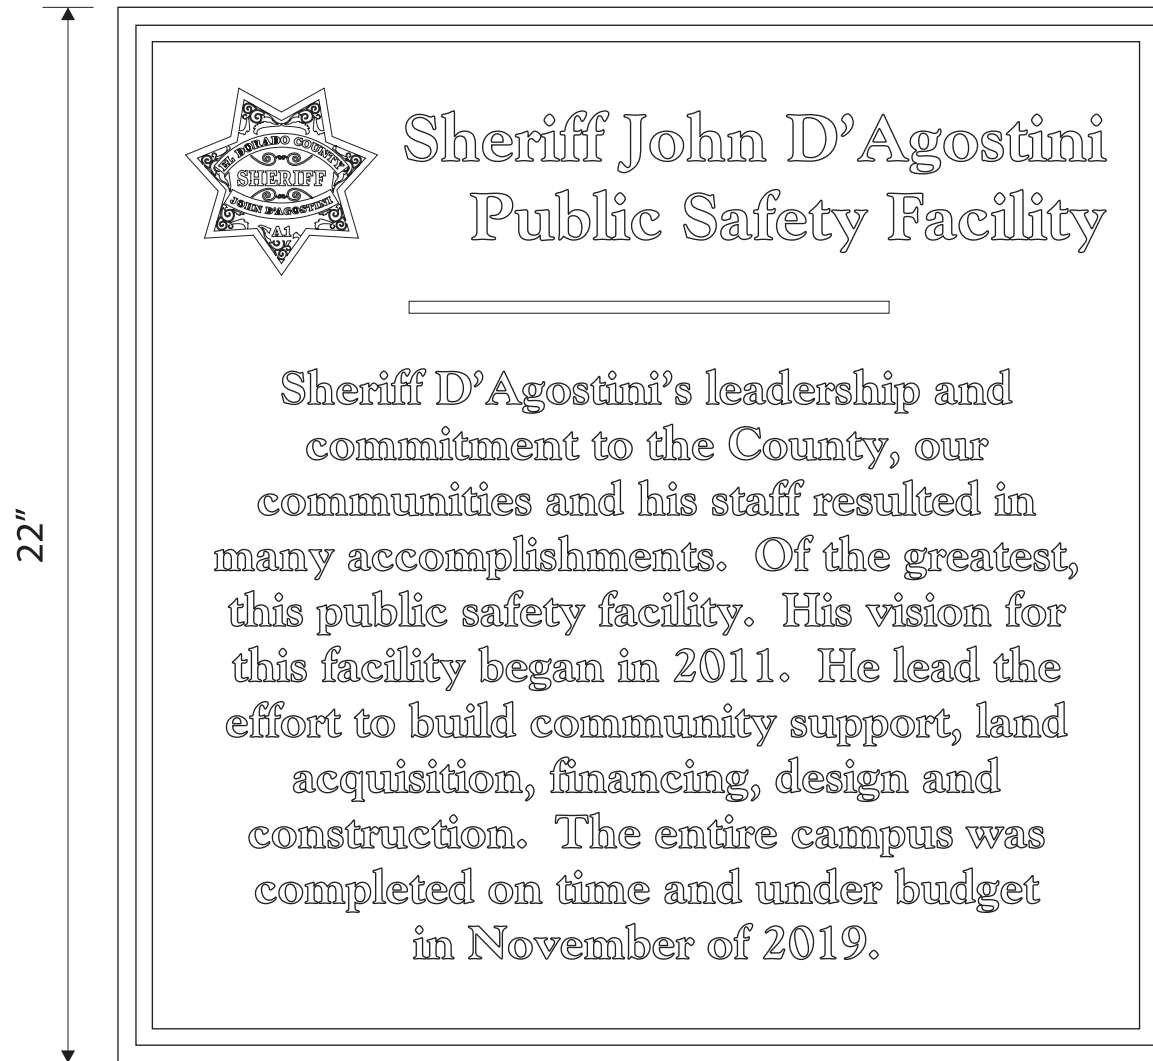 22"
EL DORADO COUNTY
SHERIFF
JOHN D'AGOSTINI
A1
Sheriff John D’Agostini
Public Safety Facility
Sheriff D’Agostini’s leadership and
commitment to the County, our
communities and his staff resulted in
many accomplishments.  Of the greatest,
this public safety facility.  His vision for
this facility began in 2011.  He lead the
effort to build community support, land
acquisition, financing, design and
construction.  The entire campus was
completed on time and under budget
in November of 2019.